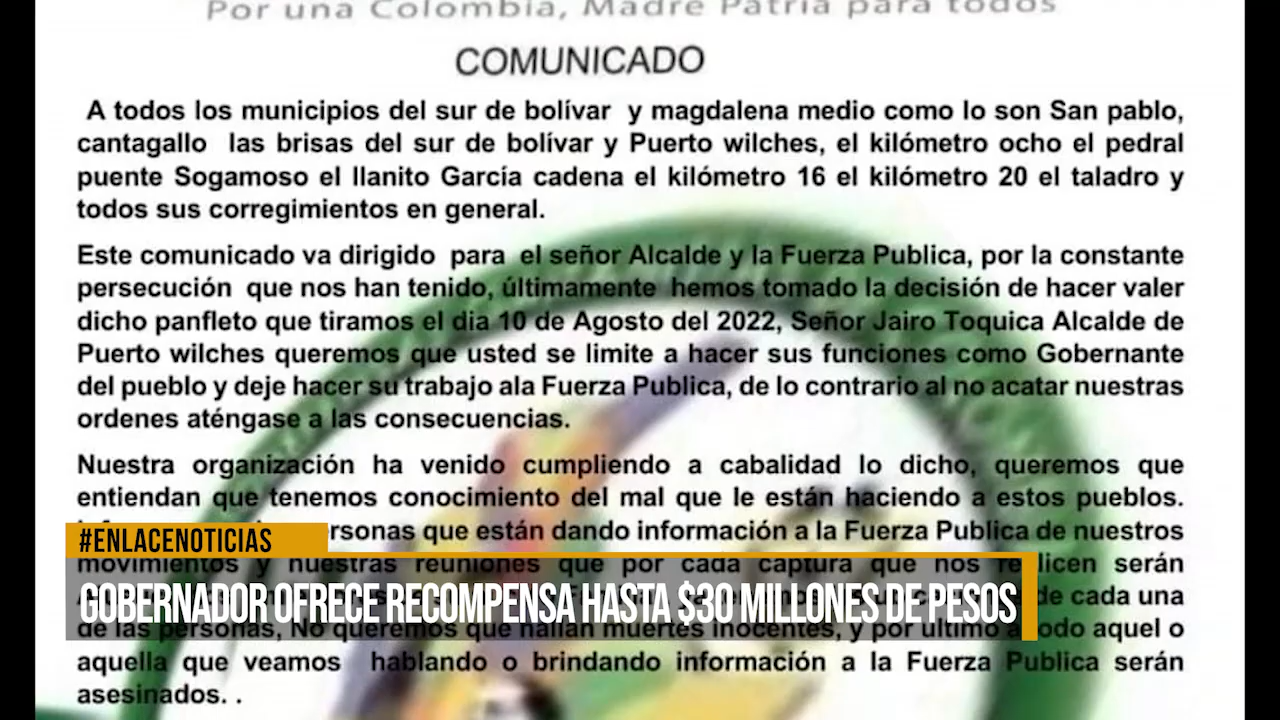 Por una Colombia, Madre Patria para todos
COMUNICADO
A todos los municipios del sur de bolívar y magdalena medio como lo son San pablo,
cantagallo las brisas del sur de bolívar y Puerto wilches, el kilómetro ocho el pedral
puente Sogamoso el llanito García cadena el kilómetro 16 el kilómetro 20 el taladro y
todos sus corregimientos en general.
Este comunicado va dirigido para el señor Alcalde y la Fuerza Publica, por la constante
persecución que nos han tenido, últimamente hemos tomado la decisión de hacer valer
dicho panfleto que tiramos el dia 10 de Agosto del 2022, Señor Jairo Toquica Alcalde de
Puerto wilches queremos que usted se limite a hacer sus funciones como Gobernante
del pueblo y deje hacer su trabajo ala Fuerza Publica, de lo contrario al no acatar nuestras
ordenes aténgase a las consecuencias.
Nuestra organización ha venido cumpliendo a cabalidad lo dicho, queremos que
entiendan que tenemos conocimiento del mal que le están haciendo a estos pueblos.
que están dando información a la Fuerza Publica de nuestros
#ENLACENOTICIAS
movimientos y nuestras reuniones que por cada captura que nos serán
GOBERNADOR OFRECE RECOMPENSA HASTA $30 MILLONES DE PESOS
de cada una
de las personas, No queremos que hallan muertes inocentes, y por ultimo a aquel o
aquella que veamos hablando o brindando información a la Fuerza Publica serán
asesinados. .